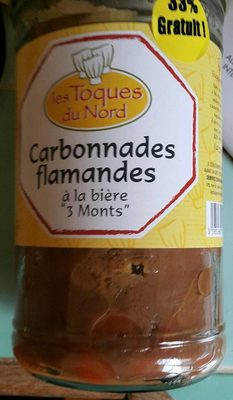 33%
Gratuit !
les Toques
du Nord
Carbonnades
flamandes
à la bière
"3 Monts"